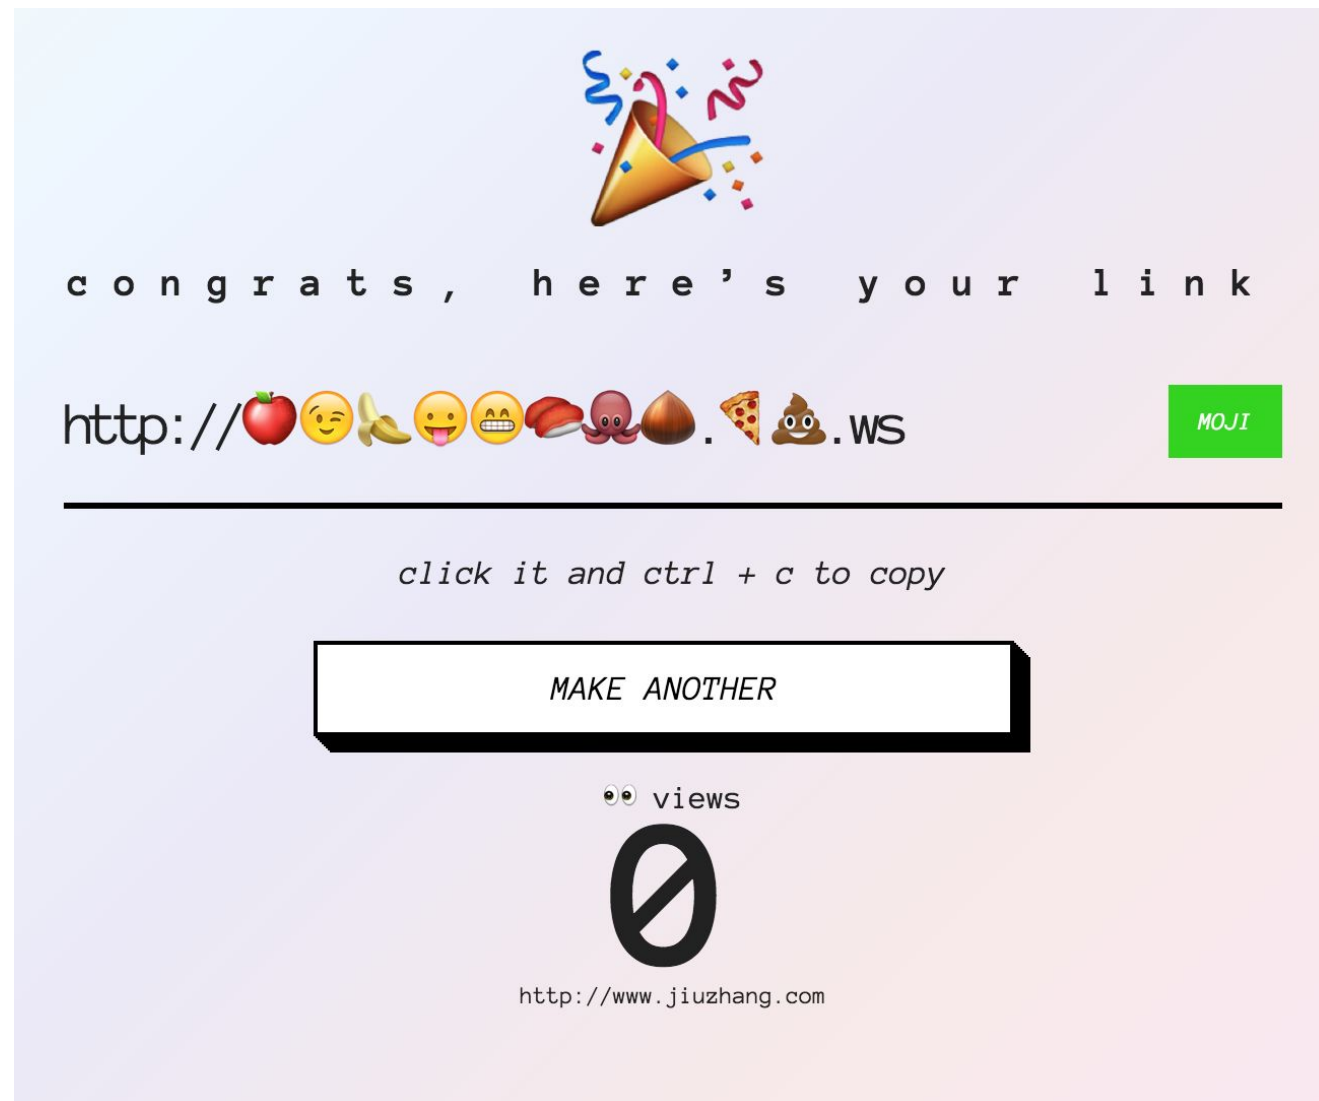 congrats, here’s your link
http://🍎😉🍌😛😁🍣🐙🌰.🍕💩.ws
MOJI
click it and ctrl + c to copy
MAKE ANOTHER
👀 views
0
http://www.jiuzhang.com